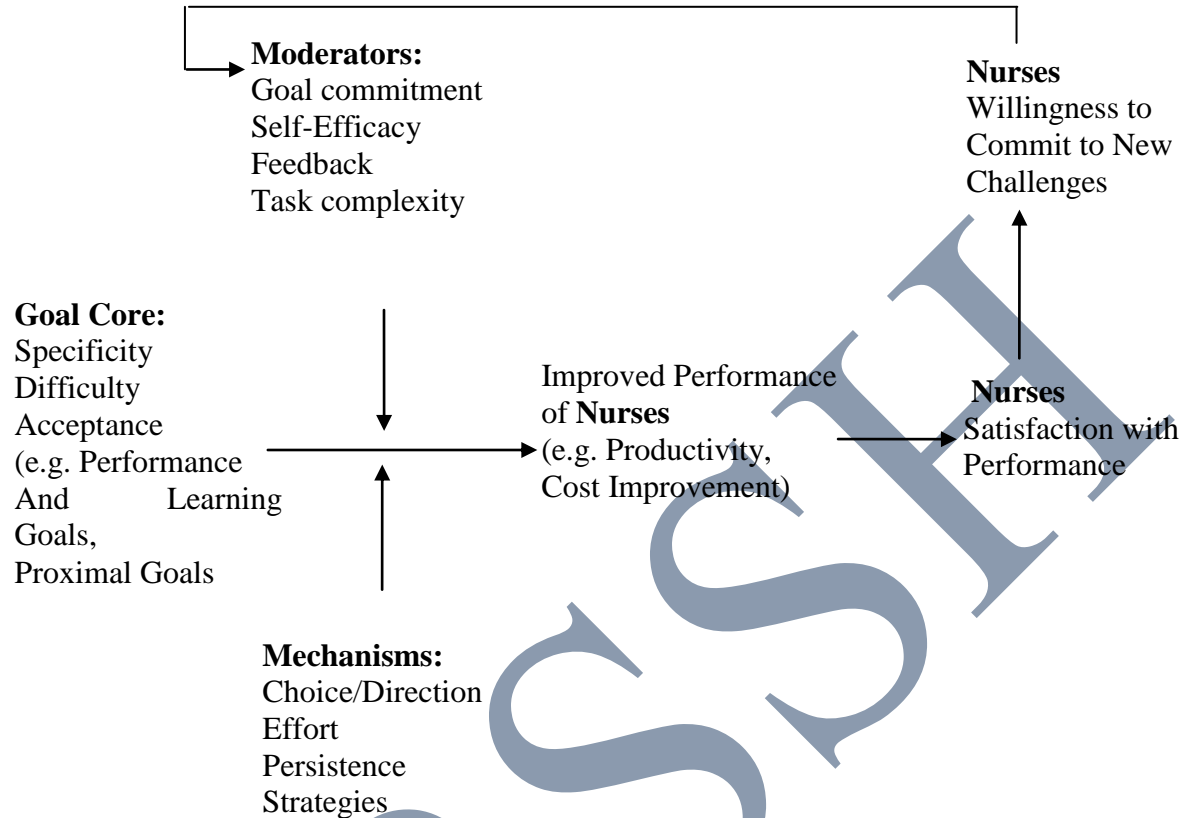 Moderators:
Goal commitment
Self-Efficacy
Feedback
Task complexity
Nurses
Willingness to
Commit to New
Challenges
Goal Core:
Specificity
Difficulty
Acceptance
(e.g. Performance
And Learning
Goals,
Proximal Goals
Improved Performance
of Nurses
(e.g. Productivity,
Cost Improvement)
Nurses
Satisfaction with
Performance
Mechanisms:
Choice/Direction
Effort
Persistence
Strategies
SSH